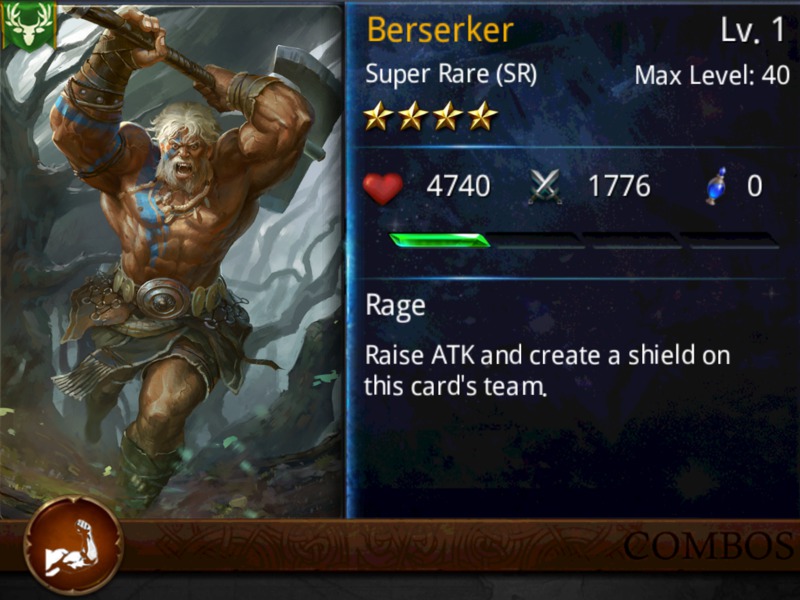 Berserker
Lv. 1
Super Rare (SR)
Max Level: 40
4740
1776
0
Rage
Raise ATK and create a shield on
this card's team.
COMBOS